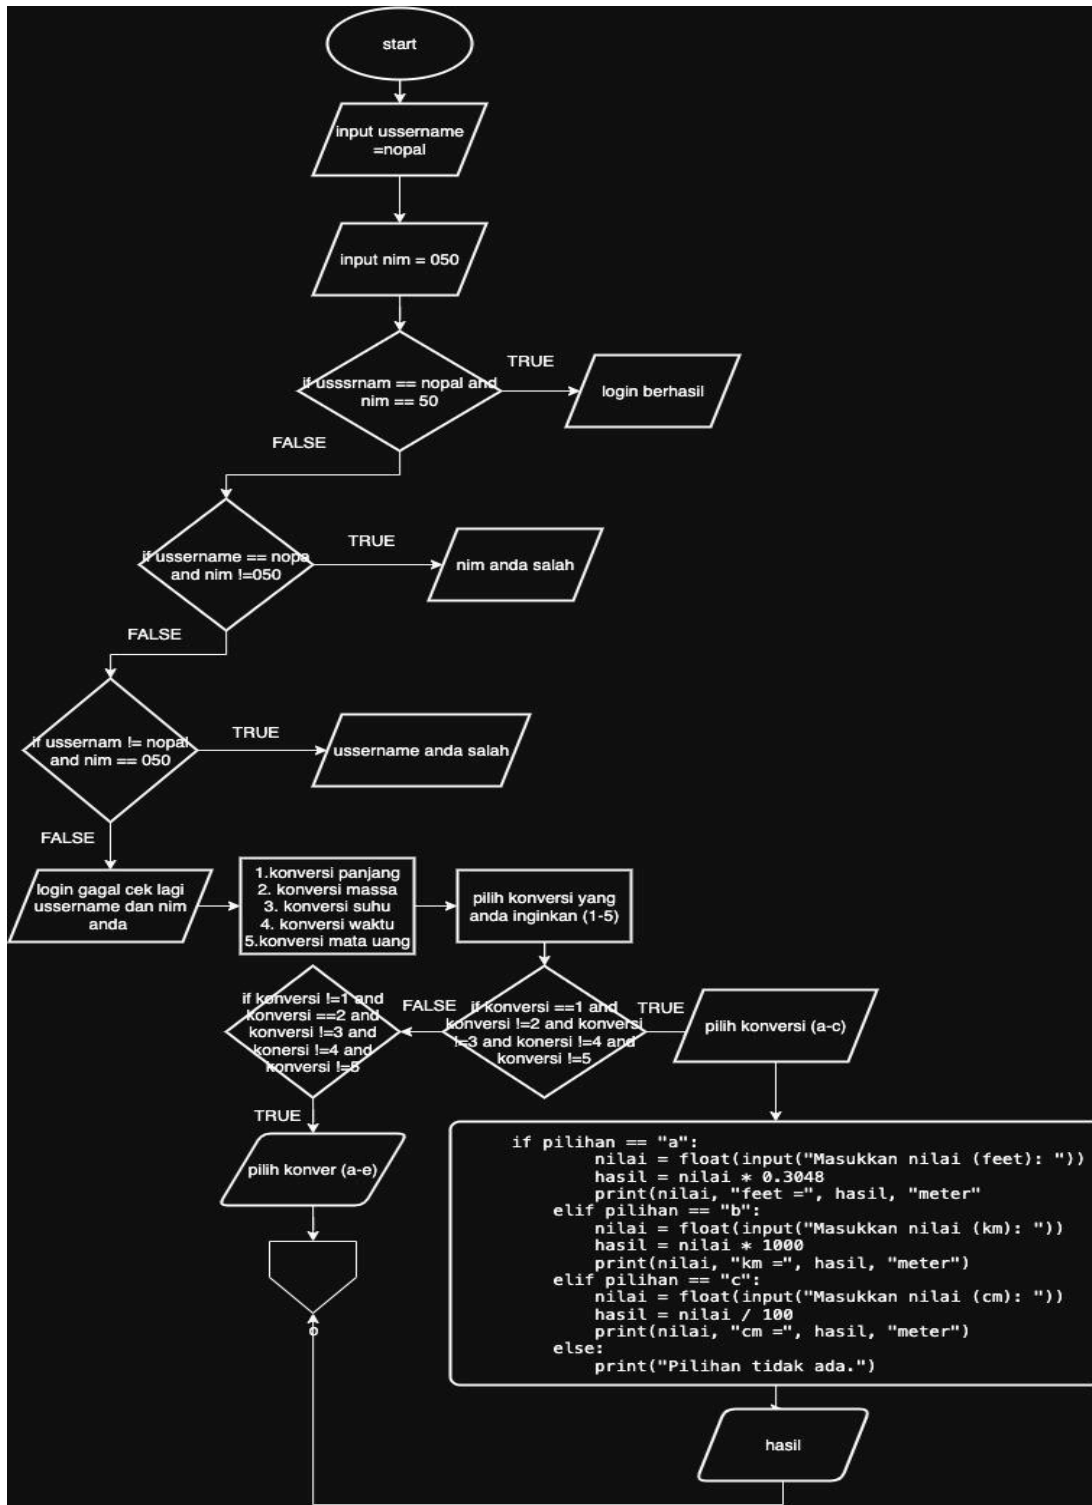 start
input ussername
=nopal
input nim = 050
if usssrnam == nopal and
nim == 50
TRUE
login berhasil
FALSE
if ussername == nopa
and nim !=050
TRUE
nim anda salah
FALSE
if ussernam != nopal
and nim == 050
TRUE
ussername anda salah
FALSE
login gagal cek lagi
ussername dan nim
anda
1.konversi panjang
2. konversi massa
3. konversi suhu
4. konversi waktu
5.konversi mata uang
pilih konversi yang
anda inginkan (1-5)
if konversi ==1 and
konversi !=2 and konversi
!=3 and konersi !=4 and
konversi !=5
TRUE
pilih konversi (a-c)
FALSE
if konversi !=1 and
konversi ==2 and
konversi !=3 and
konersi !=4 and
konversi !=5
TRUE
pilih konver (a-e)
if pilihan == "a":
nilai = float(input("Masukkan nilai (feet): "))
hasil = nilai * 0.3048
print(nilai, "feet =", hasil, "meter"
elif pilihan == "b":
nilai = float(input("Masukkan nilai (km): "))
hasil = nilai * 1000
print(nilai, "km =", hasil, "meter")
elif pilihan == "c":
nilai = float(input("Masukkan nilai (cm): "))
hasil = nilai / 100
print(nilai, "cm =", hasil, "meter")
else:
print("Pilihan tidak ada.")
o
hasil